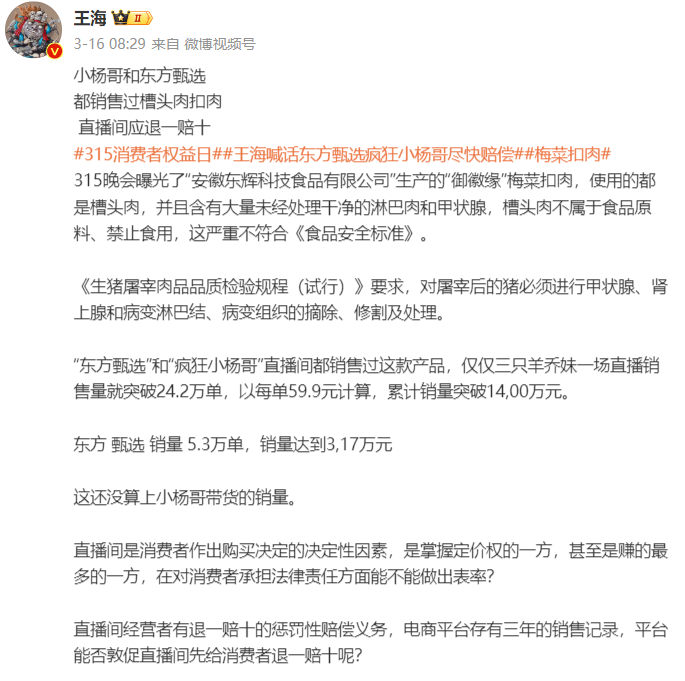 王海
3-16 08:29 来自 微博视频号
小杨哥和东方甄选
都销售过槽头肉扣肉
直播间应退一赔十
#315消费者权益日##王海喊活东方甄选疯狂小杨哥尽快赔偿##梅菜扣肉#
315晚会曝光了“安徽东辉科技食品有限公司”生产的“御徽缘”梅菜扣肉，使用的都
是槽头肉，并且含有大量未经处理干净的淋巴肉和甲状腺，槽头肉不属于食品原
料、禁止食用，这严重不符合《食品安全标准》。
《生猪屠宰肉品品质检验规程（试行）》要求，对屠宰后的猪必须进行甲状腺、肾
上腺和病变淋巴结、病变组织的摘除、修割及处理。
“东方甄选”和“疯狂小杨哥”直播间都销售过这款产品，仅仅三只羊乔妹一场直播销
售量就突破24.2万单，以每单59.9元计算，累计销量突破14,00万元。
东方 甄选 销量 5.3万单，销量达到3,17万元
这还没算上小杨哥带货的销量。
直播间是消费者作出购买决定的决定性因素，是掌握定价权的一方，甚至是赚的最
多的一方，在对消费者承担法律责任方面能不能做出表率？
直播间经营者有退一赔十的惩罚性赔偿义务，电商平台存有三年的销售记录，平台
能否敦促直播间先给消费者退一赔十呢？